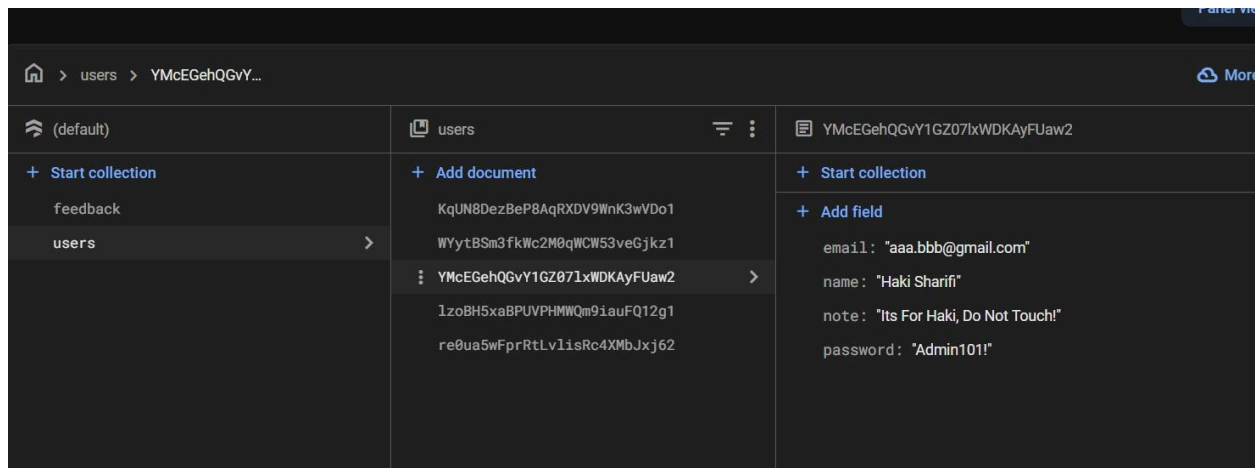 Panel vie
users > YMcEGehQGvY...
More
(default)
users
YMcEGehQGvY1GZ07lxWDKAyFUaw2
+ Start collection
+ Add document
+ Start collection
feedback
KqUN8DezBeP8AqRXDV9WnK3wVDo1
+ Add field
users
WYytBSm3fkWc2M0qWCW53veGjkz1
email: "aaa.bbb@gmail.com"
YMcEGehQGvY1GZ07lxWDKAyFUaw2
name: "Haki Sharifi"
lzoBH5xaBPUVPHMWQm9iauFQ12g1
note: "Its For Haki, Do Not Touch!"
re0ua5wFprRtLvlisRc4XMbJxj62
password: "Admin101!"